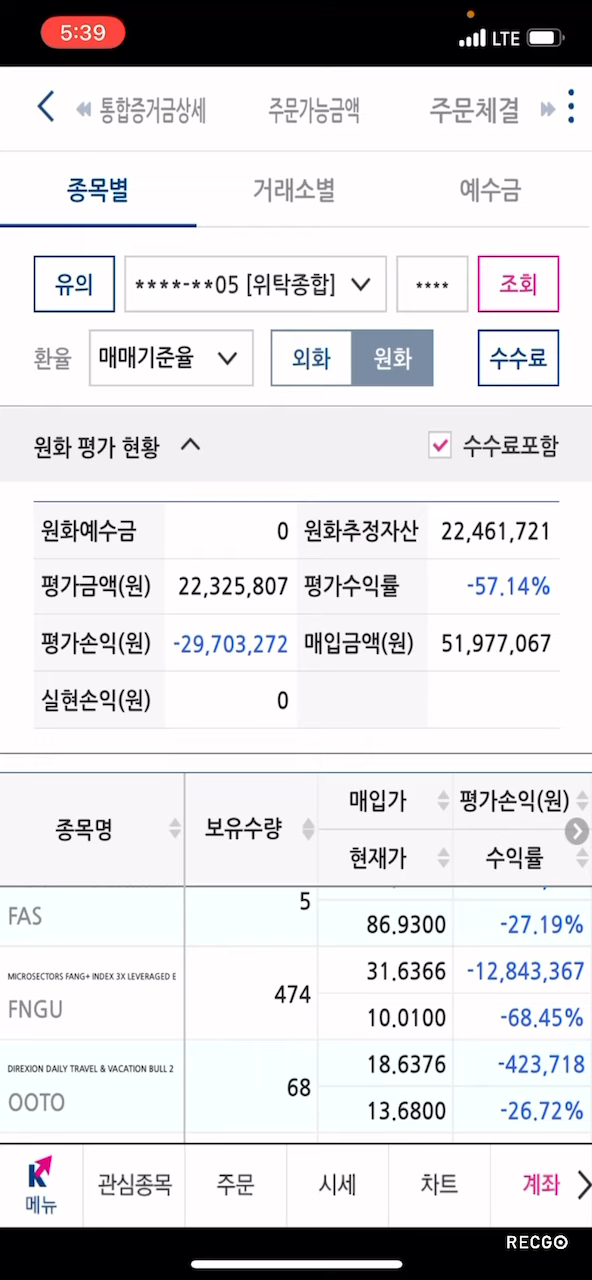 5:39
LTE
통합증거금상세 주문가능금액 주문체결
종목별 거래소별 예수금
유의 ****-**05 [위탁종합] **** 조회
환율 매매기준율 외화 원화 수수료
원화 평가 현황 수수료포함
원화예수금 0 원화추정자산 22,461,721
평가금액(원) 22,325,807 평가수익률 -57.14%
평가손익(원) -29,703,272 매입금액(원) 51,977,067
실현손익(원) 0
종목명 보유수량 매입가 평가손익(원)
현재가 수익률
FAS 5 86.9300 -27.19%
MICROSECTORS FANG+ INDEX 3X LEVERAGED E
FNGU 474 31.6366 -12,843,367
10.0100 -68.45%
DIREXION DAILY TRAVEL & VACATION BULL 2
OOTO 68 18.6376 -423,718
13.6800 -26.72%
K
메뉴 관심종목 주문 시세 차트 계좌
RECGO